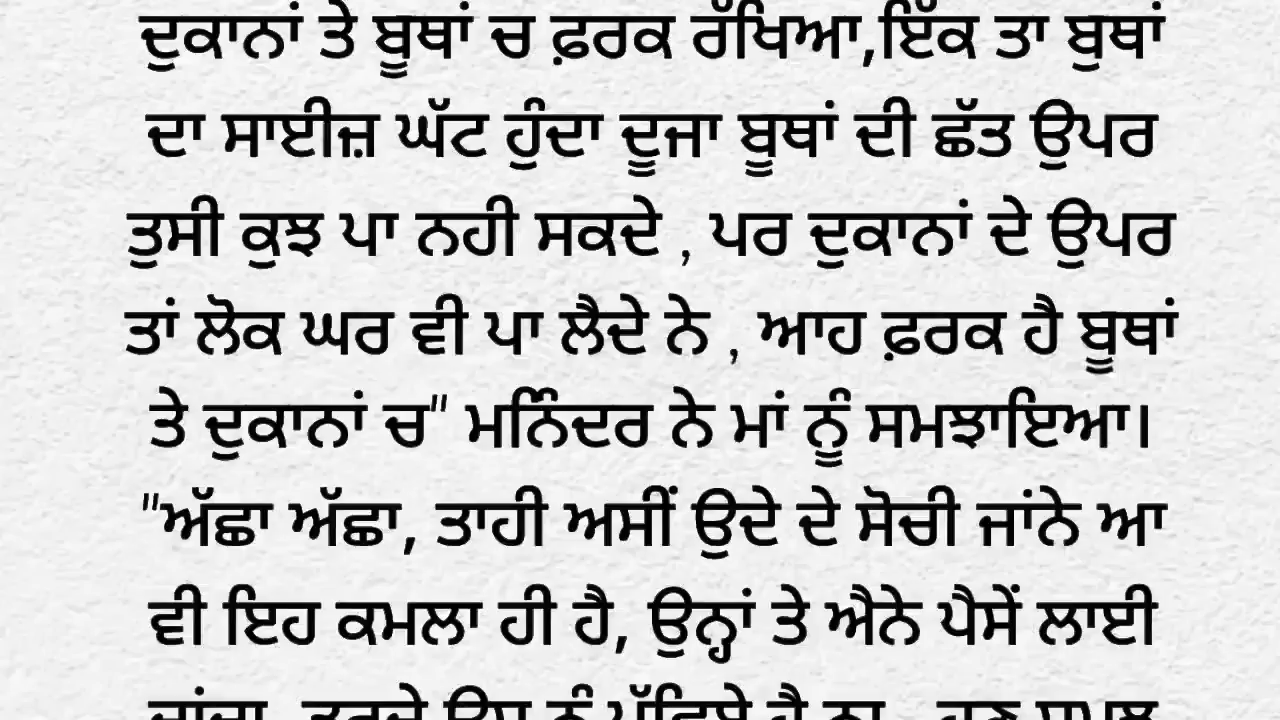 ਦੁਕਾਨਾਂ ਤੇ ਬੂਥਾਂ ਚ ਫ਼ਰਕ ਰੱਖਿਆ,ਇੱਕ ਤਾ ਬੁਥਾਂ
ਦਾ ਸਾਈਜ਼ ਘੱਟ ਹੁੰਦਾ ਦੂਜਾ ਬੂਥਾਂ ਦੀ ਛੱਤ ਉਪਰ
ਤੁਸੀ ਕੁਝ ਪਾ ਨਹੀ ਸਕਦੇ , ਪਰ ਦੁਕਾਨਾਂ ਦੇ ਉਪਰ
ਤਾਂ ਲੋਕ ਘਰ ਵੀ ਪਾ ਲੈਦੇ ਨੇ , ਆਹ ਫ਼ਰਕ ਹੈ ਬੂਥਾਂ
ਤੇ ਦੁਕਾਨਾਂ ਚ" ਮਨਿੰਦਰ ਨੇ ਮਾਂ ਨੂੰ ਸਮਝਾਇਆ।
"ਅੱਛਾ ਅੱਛਾ, ਤਾਹੀ ਅਸੀਂ ਉਦੇ ਦੇ ਸੋਚੀ ਜਾਂਨੇ ਆ
ਵੀ ਇਹ ਕਮਲਾ ਹੀ ਹੈ, ਉਨ੍ਹਾਂ ਤੇ ਐਨੇ ਪੈਸੇਂ ਲਾਈ